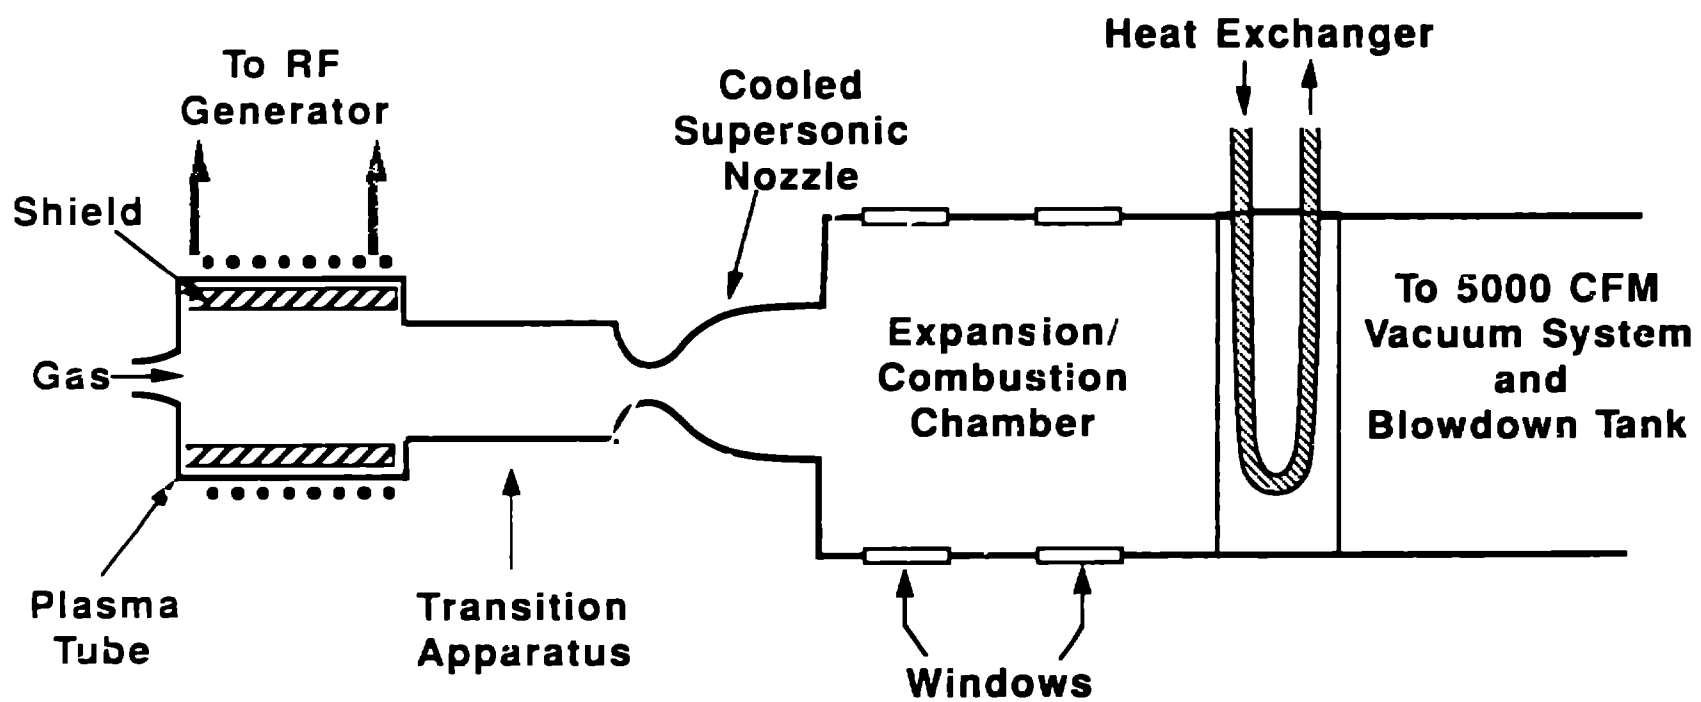 Heat Exchanger
To RF
Generator
Cooled
Supersonic
Nozzle
Shield
Gas
Expansion/
Combustion
Chamber
To 5000 CFM
Vacuum System
and
Blowdown Tank
Plasma
Tube
Transition
Apparatus
Windows